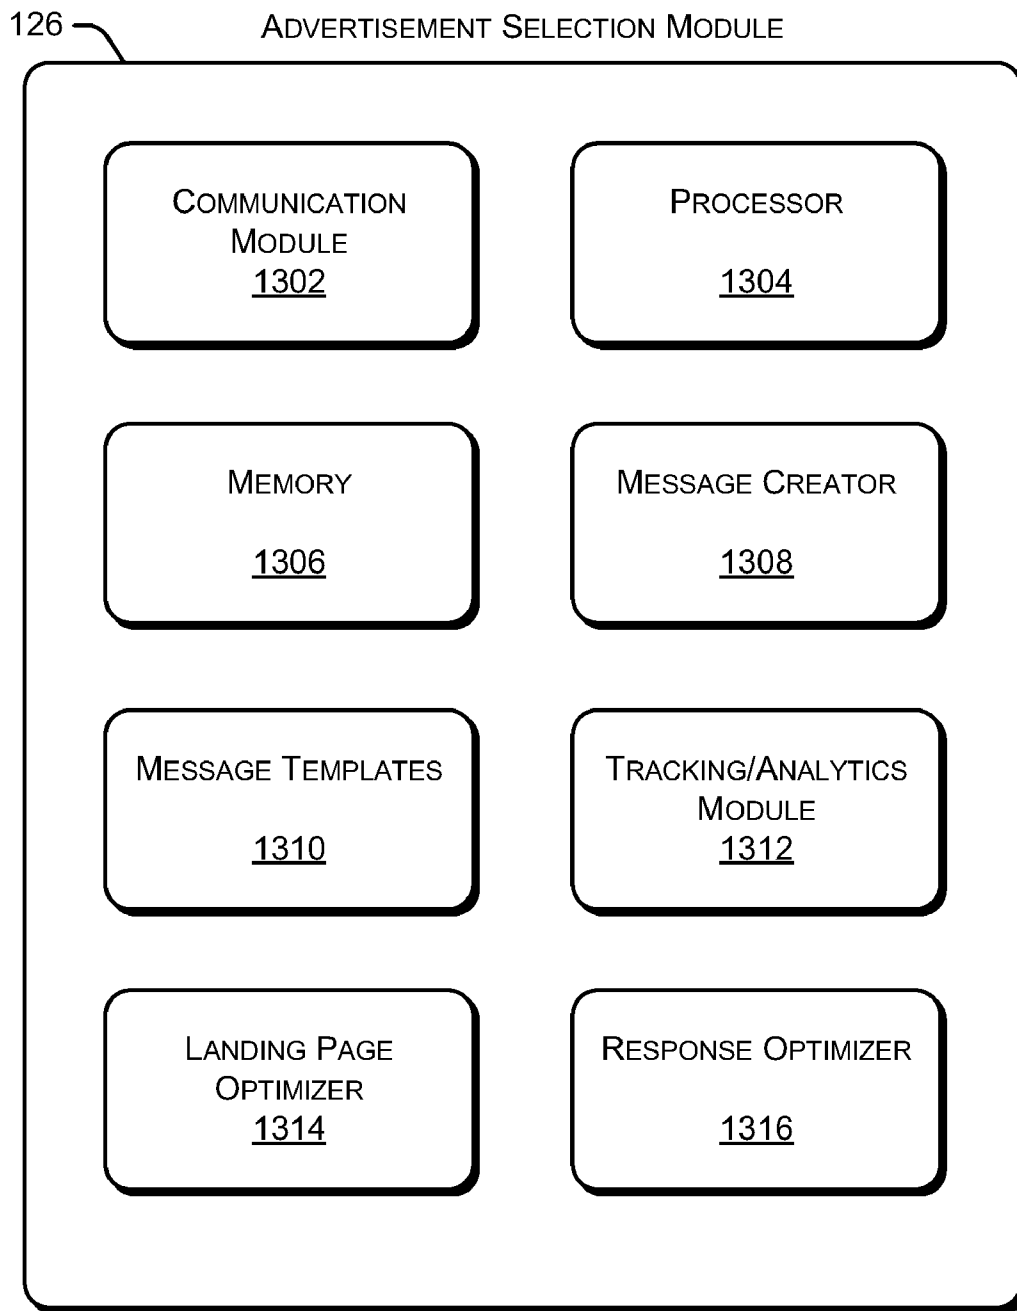 126
ADVERTISEMENT SELECTION MODULE
COMMUNICATION
MODULE
1302
PROCESSOR
1304
MEMORY
1306
MESSAGE CREATOR
1308
MESSAGE TEMPLATES
1310
TRACKING/ANALYTICS
MODULE
1312
LANDING PAGE
OPTIMIZER
1314
RESPONSE OPTIMIZER
1316